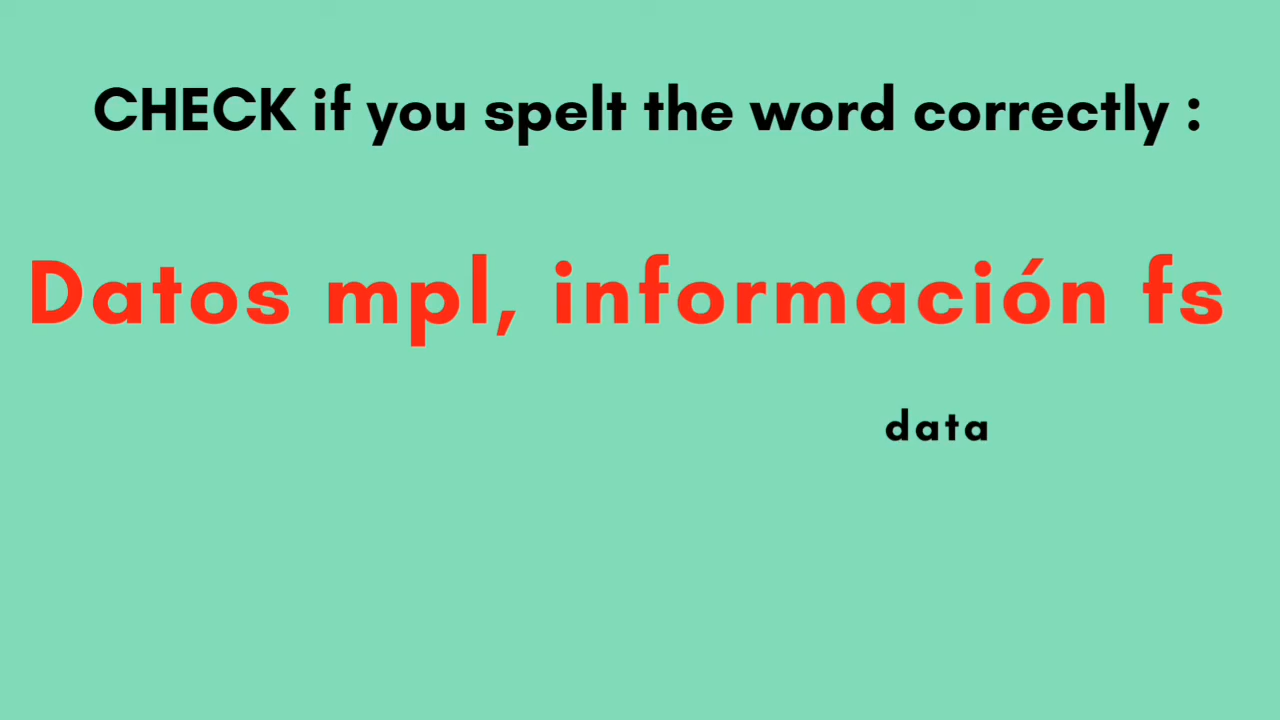 CHECK if you spelt the word correctly :
Datos mpl, información fs
data